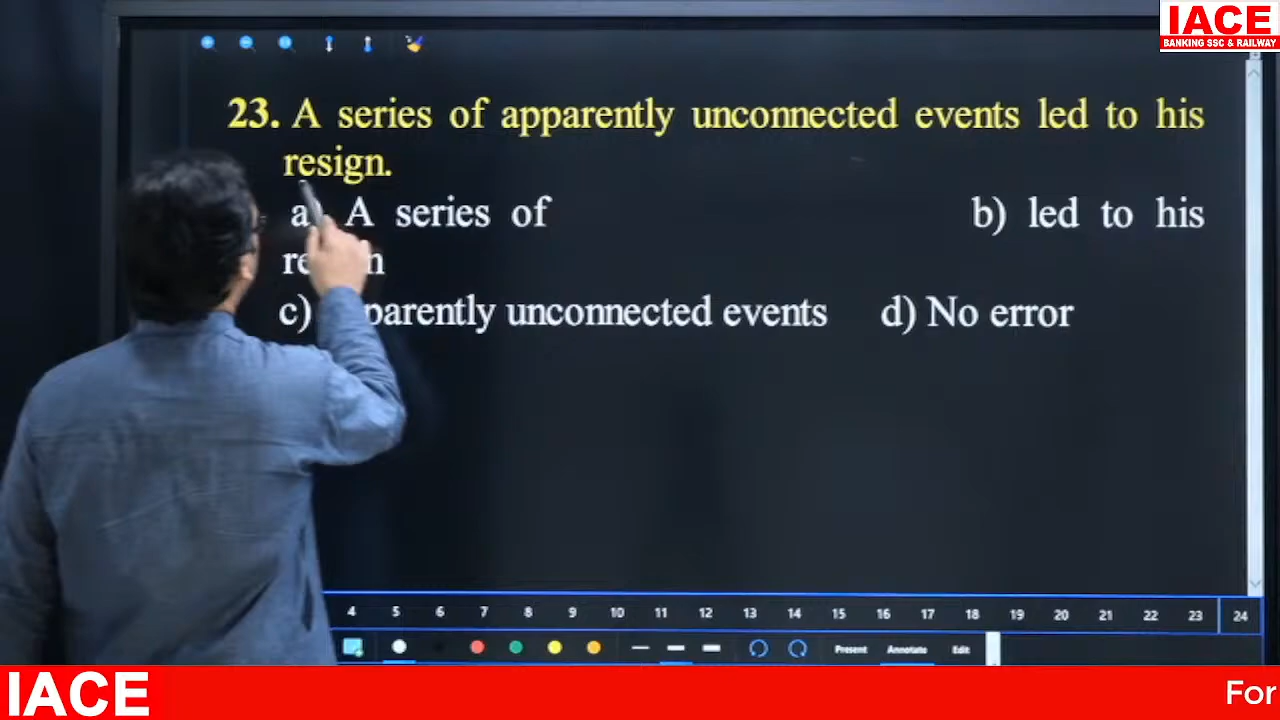 IACE
BANKING SSC & RAILWAY
23. A series of apparently unconnected events led to his
resign.
a A series of b) led to his
c) unconnected events d) No error
4 5 6 7 8 9 10 11 12 13 14 15 16 17 18 19 20 21 22 23 24
Present Annotate Edit
IACE For